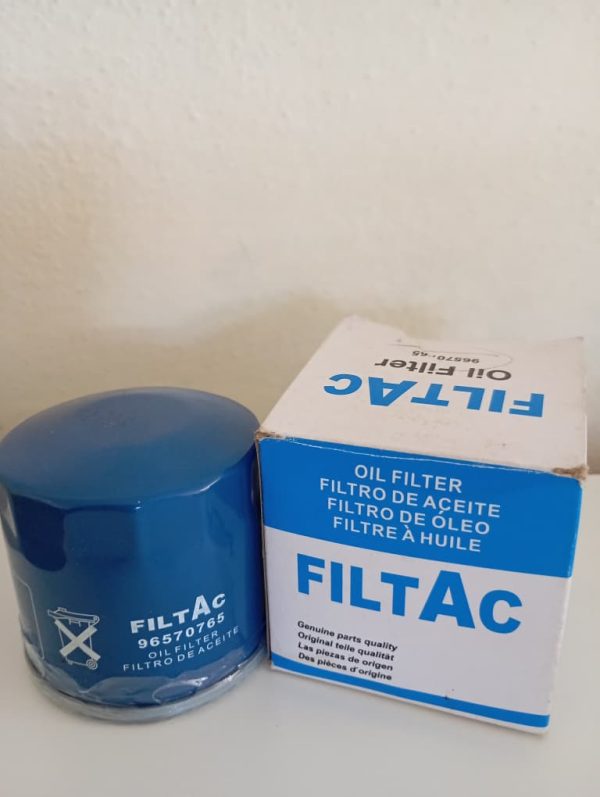 FILTAC
Oil Filter
OIL FILTER
FILTRO DE ACEITE
FILTRO DE ÓLEO
FILTRE À HUILE
FILTAC
Genuine parts quality
Original teile qualität
Las piezas de origen
Des pièces d'origine
FILTAC
96570765
OIL FILTER
FILTRO DE ACEITE